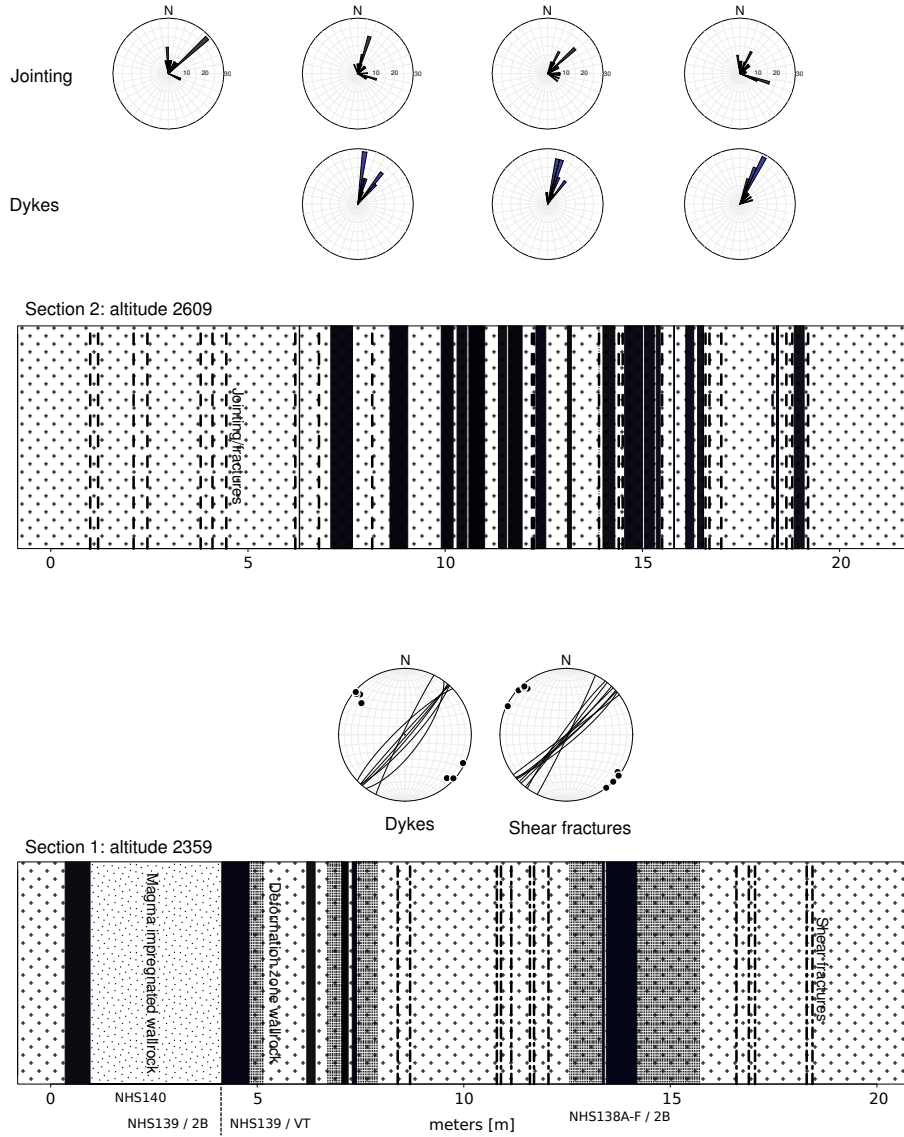 N N N N
Jointing
10 20 30 10 20 30 10 20 30 10 20 30
Dykes
Section 2: altitude 2609
Jointing/fractures
0 5 10 15 20
N N
Dykes Shear fractures
Section 1: altitude 2359
Magma impregnated wallrock
Deformation zone wallrock
Shear fractures
0 5 10 15 20
NHS140
NHS139 / 2B NHS139 / VT meters [m] NHS138A-F / 2B